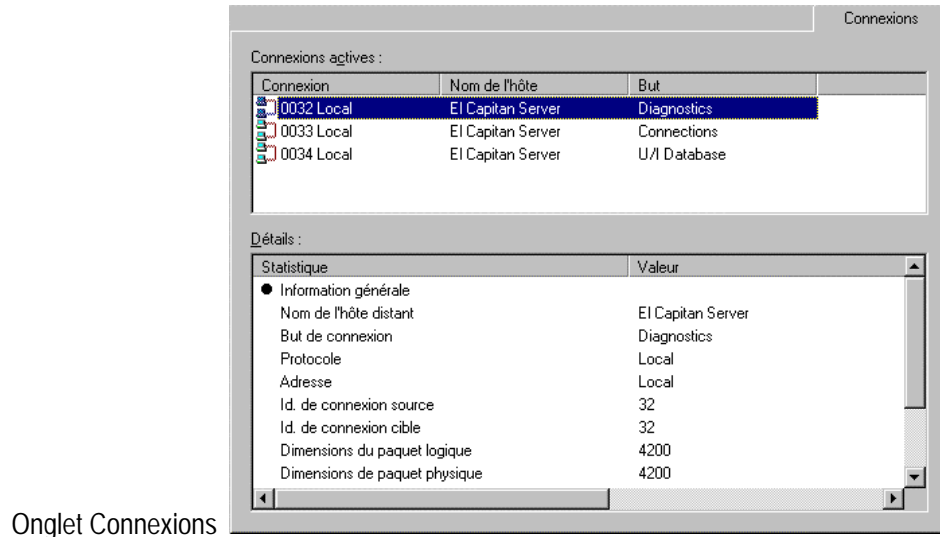 Connexions
Connexions actives :
Connexion Nom de l'hôte But
0032 Local El Capitan Server Diagnostics
0033 Local El Capitan Server Connections
0034 Local El Capitan Server U/I Database
Détails :
Statistique Valeur
Information générale
Nom de l'hôte distant El Capitan Server
But de connexion Diagnostics
Protocole Local
Adresse Local
Id. de connexion source 32
Id. de connexion cible 32
Dimensions du paquet logique 4200
Dimensions de paquet physique 4200
Onglet Connexions